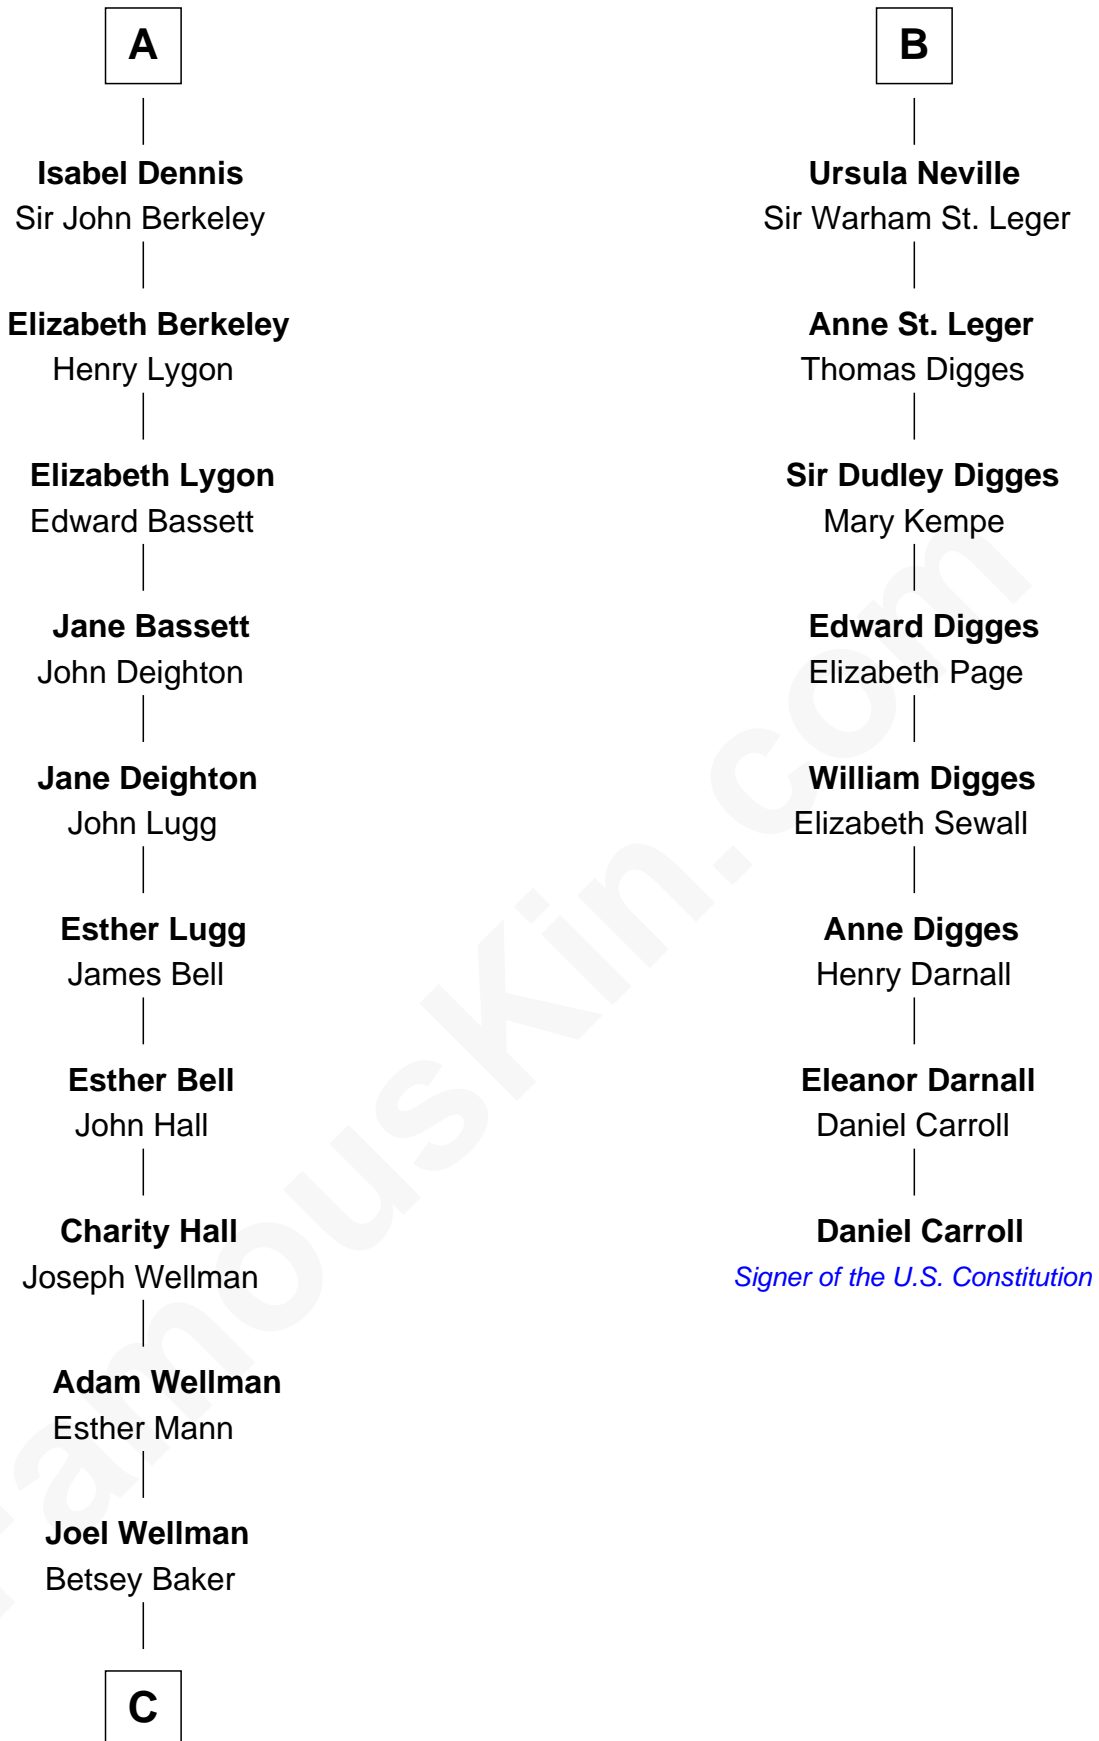 A
Isabel Dennis
Sir John Berkeley
Elizabeth Berkeley
Henry Lygon
Elizabeth Lygon
Edward Bassett
Jane Bassett
John Deighton
Jane Deighton
John Lugg
Esther Lugg
James Bell
Esther Bell
John Hall
Charity Hall
Joseph Wellman
Adam Wellman
Esther Mann
Joel Wellman
Betsey Baker
C
B
Ursula Neville
Sir Warham St. Leger
Anne St. Leger
Thomas Digges
Sir Dudley Digges
Mary Kempe
Edward Digges
Elizabeth Page
William Digges
Elizabeth Sewall
Anne Digges
Henry Darnall
Eleanor Darnall
Daniel Carroll
Daniel Carroll
Signer of the U.S. Constitution
FamousKin.com